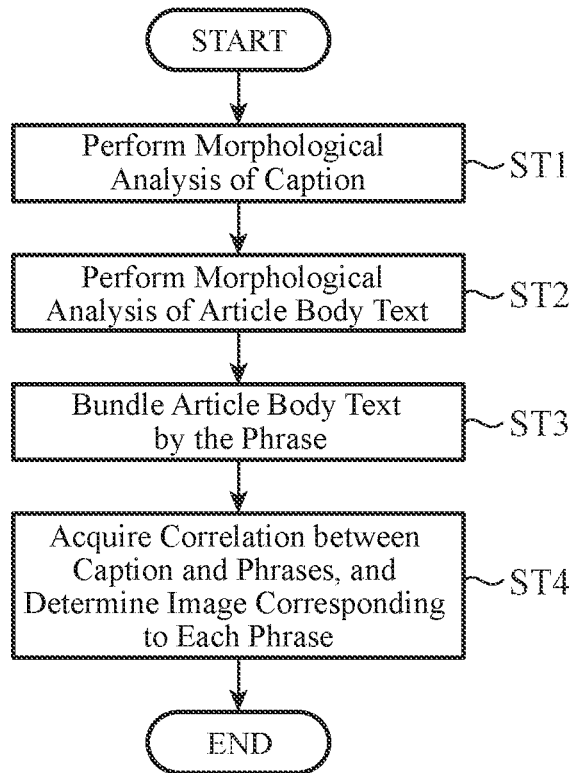 START
Perform Morphological
Analysis of Caption
ST1
Perform Morphological
Analysis of Article Body Text
ST2
Bundle Article Body Text
by the Phrase
ST3
Acquire Correlation between
Caption and Phrases, and
Determine Image Corresponding
to Each Phrase
ST4
END